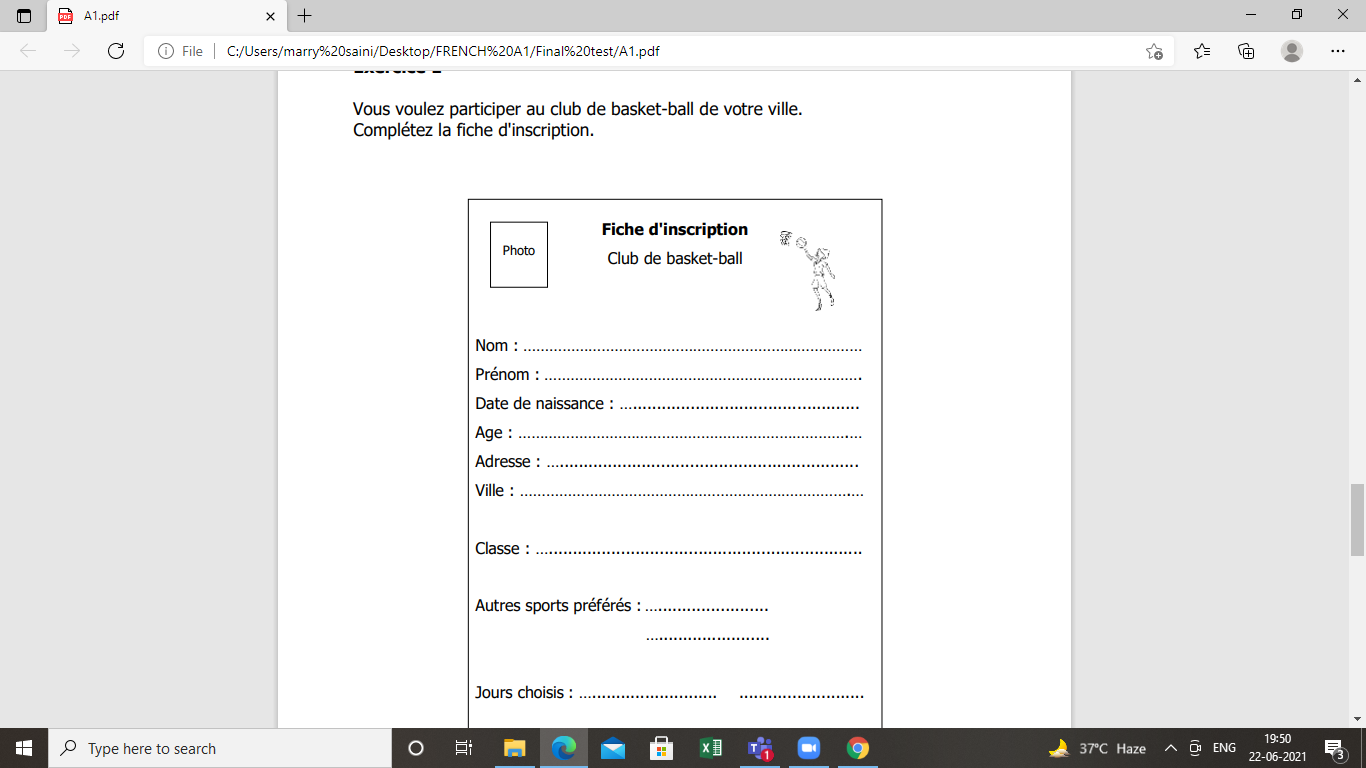 A1.pdf
File C:/Users/marry%20saini/Desktop/FRENCH%20A1/Final%20test/A1.pdf
Vous voulez participer au club de basket-ball de votre ville.
Complétez la fiche d'inscription.
Photo
Fiche d'inscription
Club de basket-ball
Nom : ..............................................................................
Prénom : .........................................................................
Date de naissance : ..................................................
Age : ...............................................................................
Adresse : .................................................................
Ville : ...............................................................................
Classe : .....................................................................
Autres sports préférés : ..........................
..........................
Jours choisis : ............................. ..........................
Type here to search
37°C Haze
ENG
19:50
22-06-2021
1
3